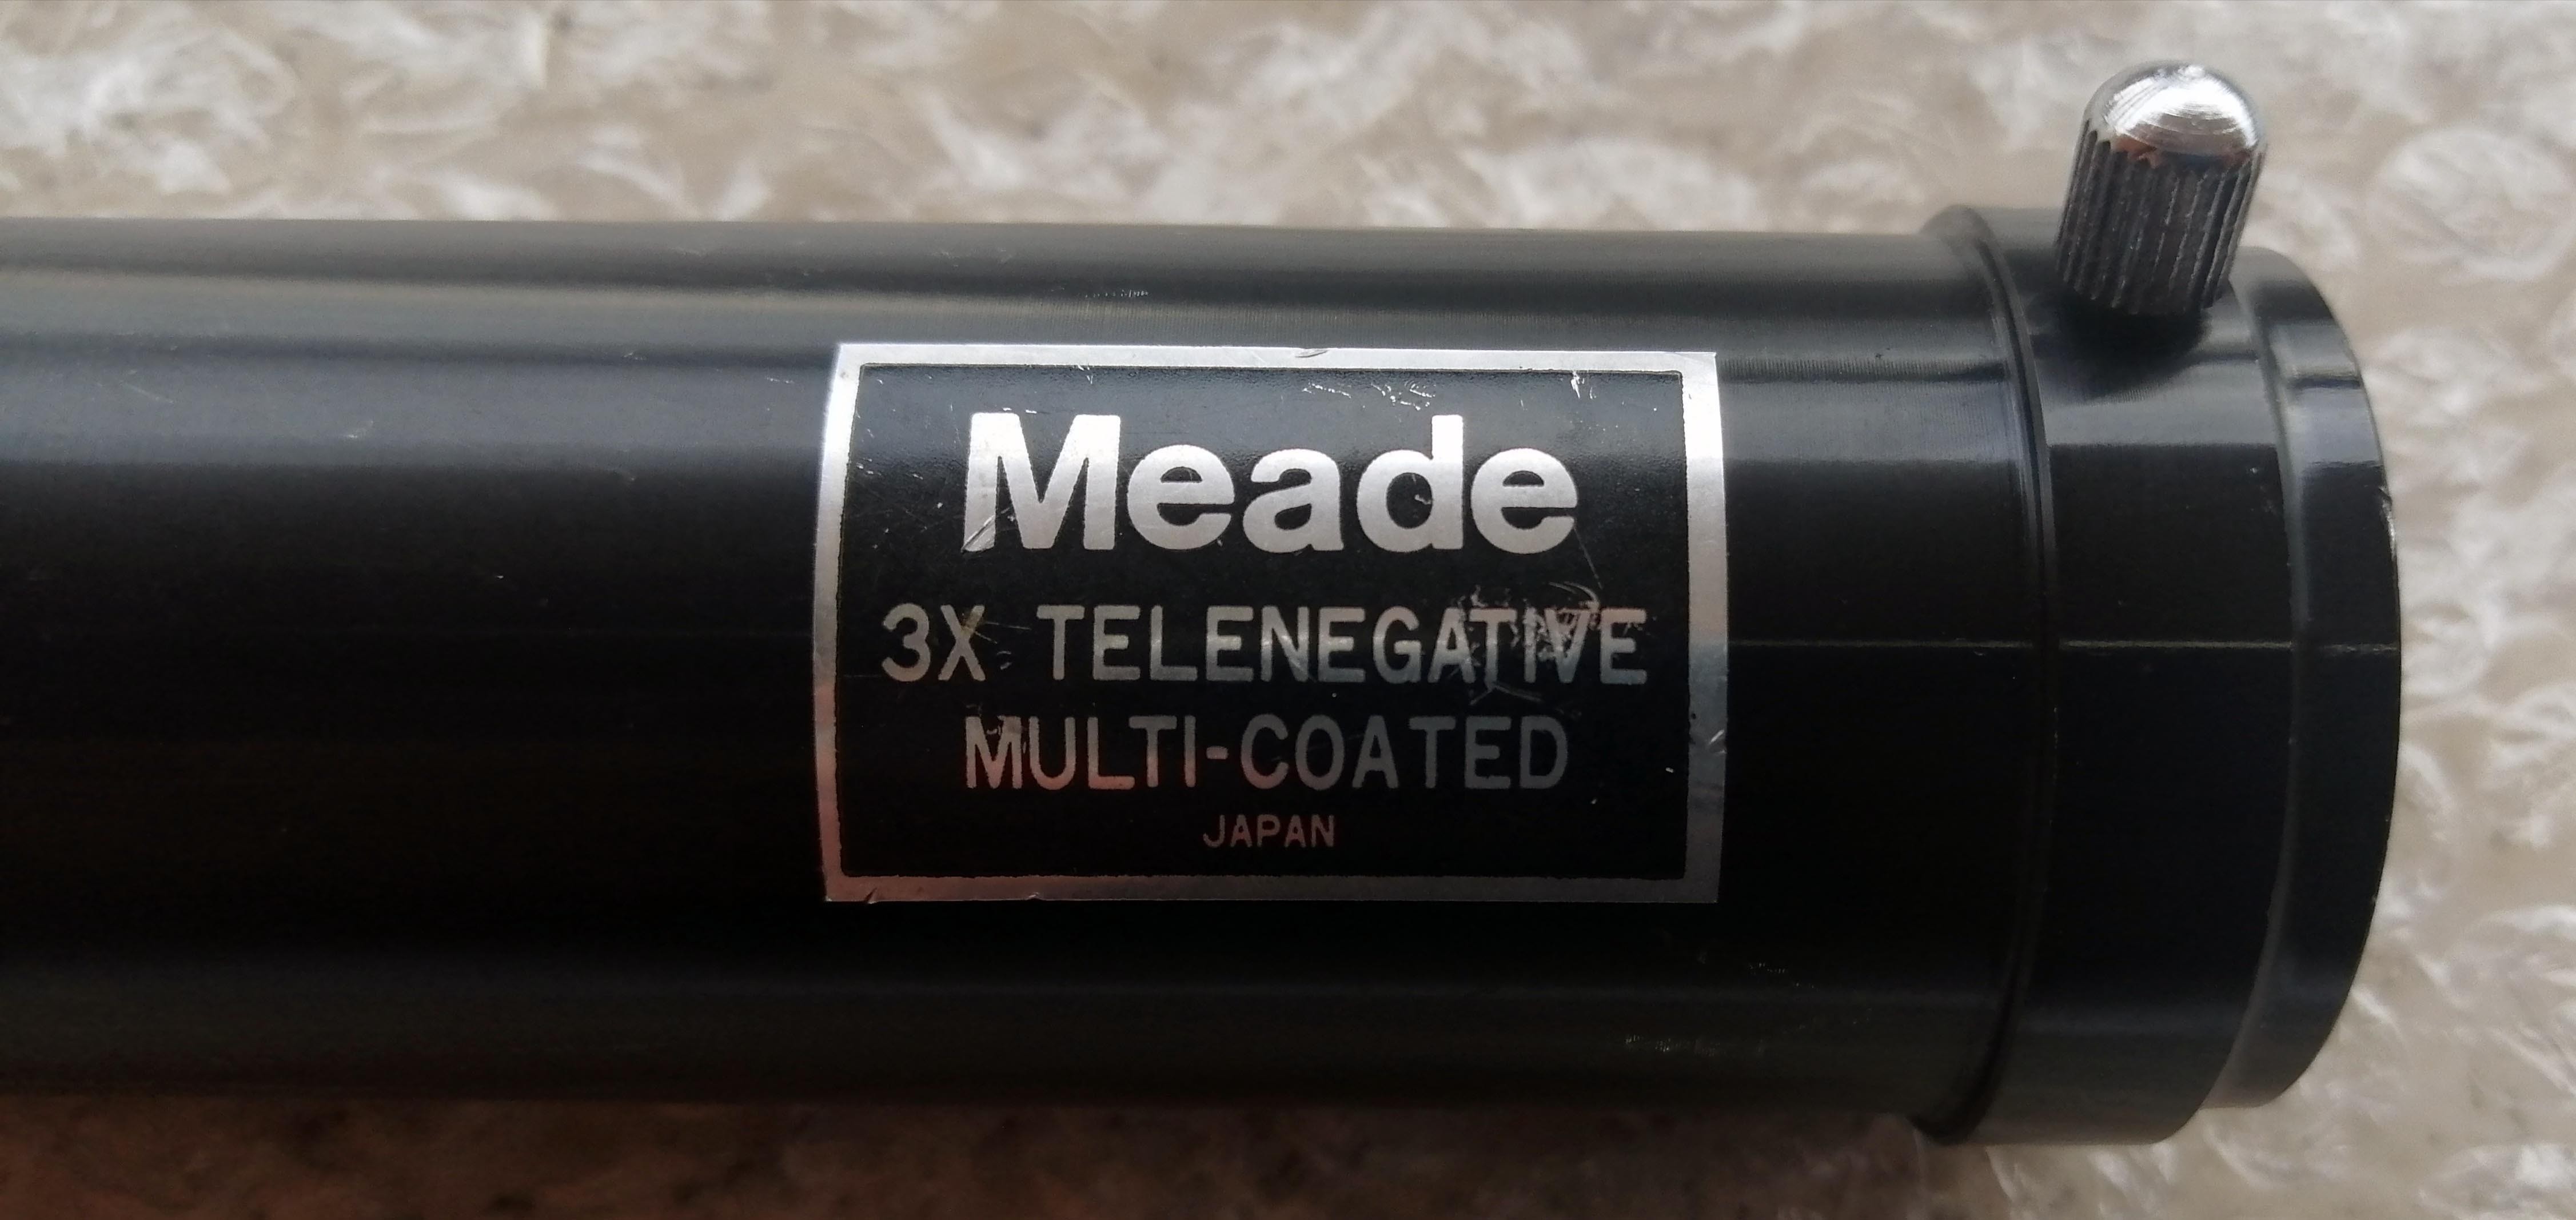 Meade
3X TELENEGATIVE
MULTI-COATED
JAPAN